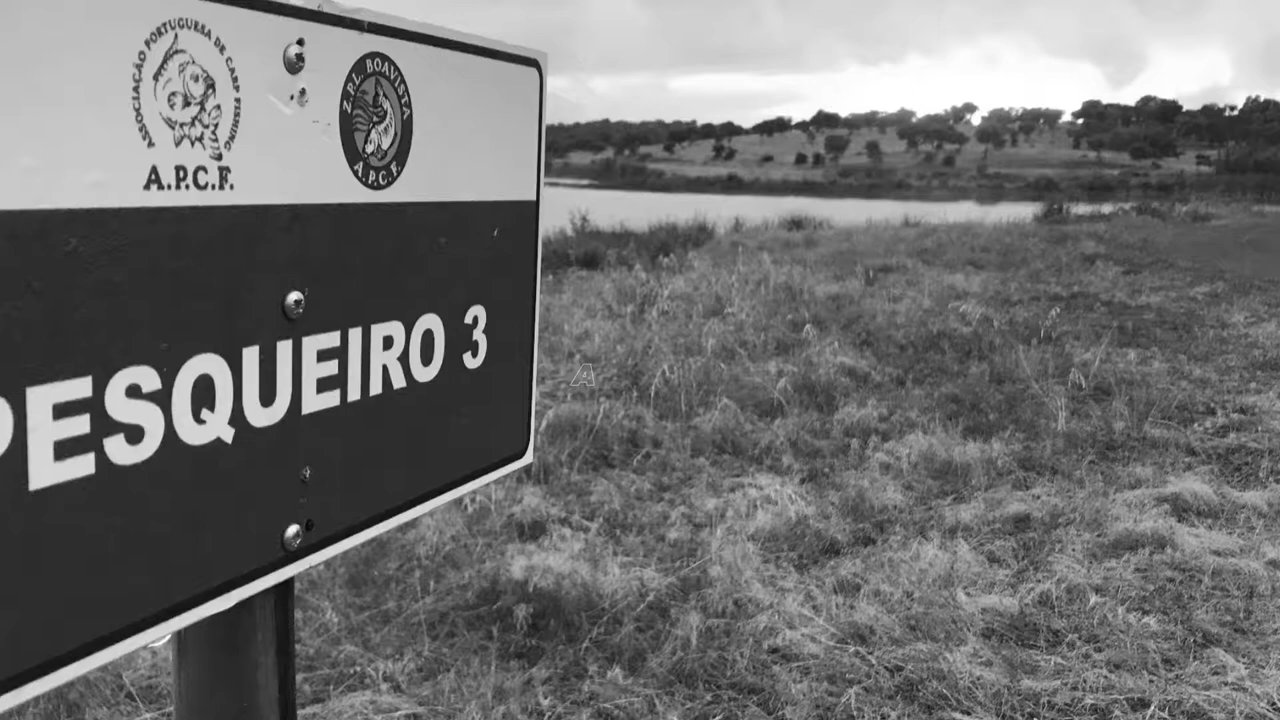 ASSOCIAÇÃO PORTUGUESA DE CARP FISHING
A.P.C.F.
Z.P.L. BOAVISTA
A.P.C.F.
PESQUEIRO 3
A